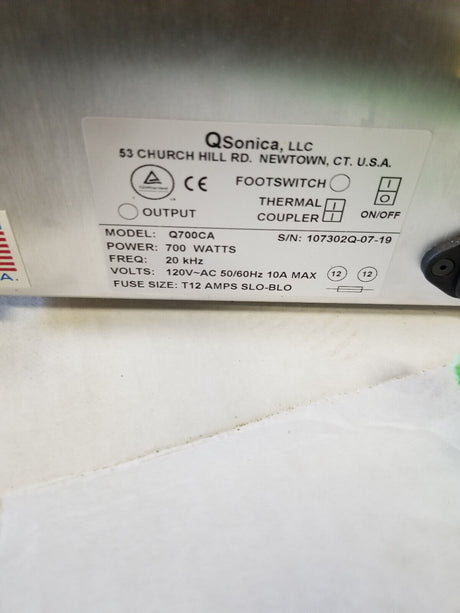 QSonica, LLC
53 CHURCH HILL RD. NEWTOWN, CT. U.S.A.
CE FOOTSWITCH
THERMAL
COUPLER
ON/OFF
OUTPUT
MODEL: Q700CA S/N: 107302Q-07-19
POWER: 700 WATTS
FREQ: 20 kHz
VOLTS: 120V~AC 50/60Hz 10A MAX 12 12
FUSE SIZE: T12 AMPS SLO-BLO
A.